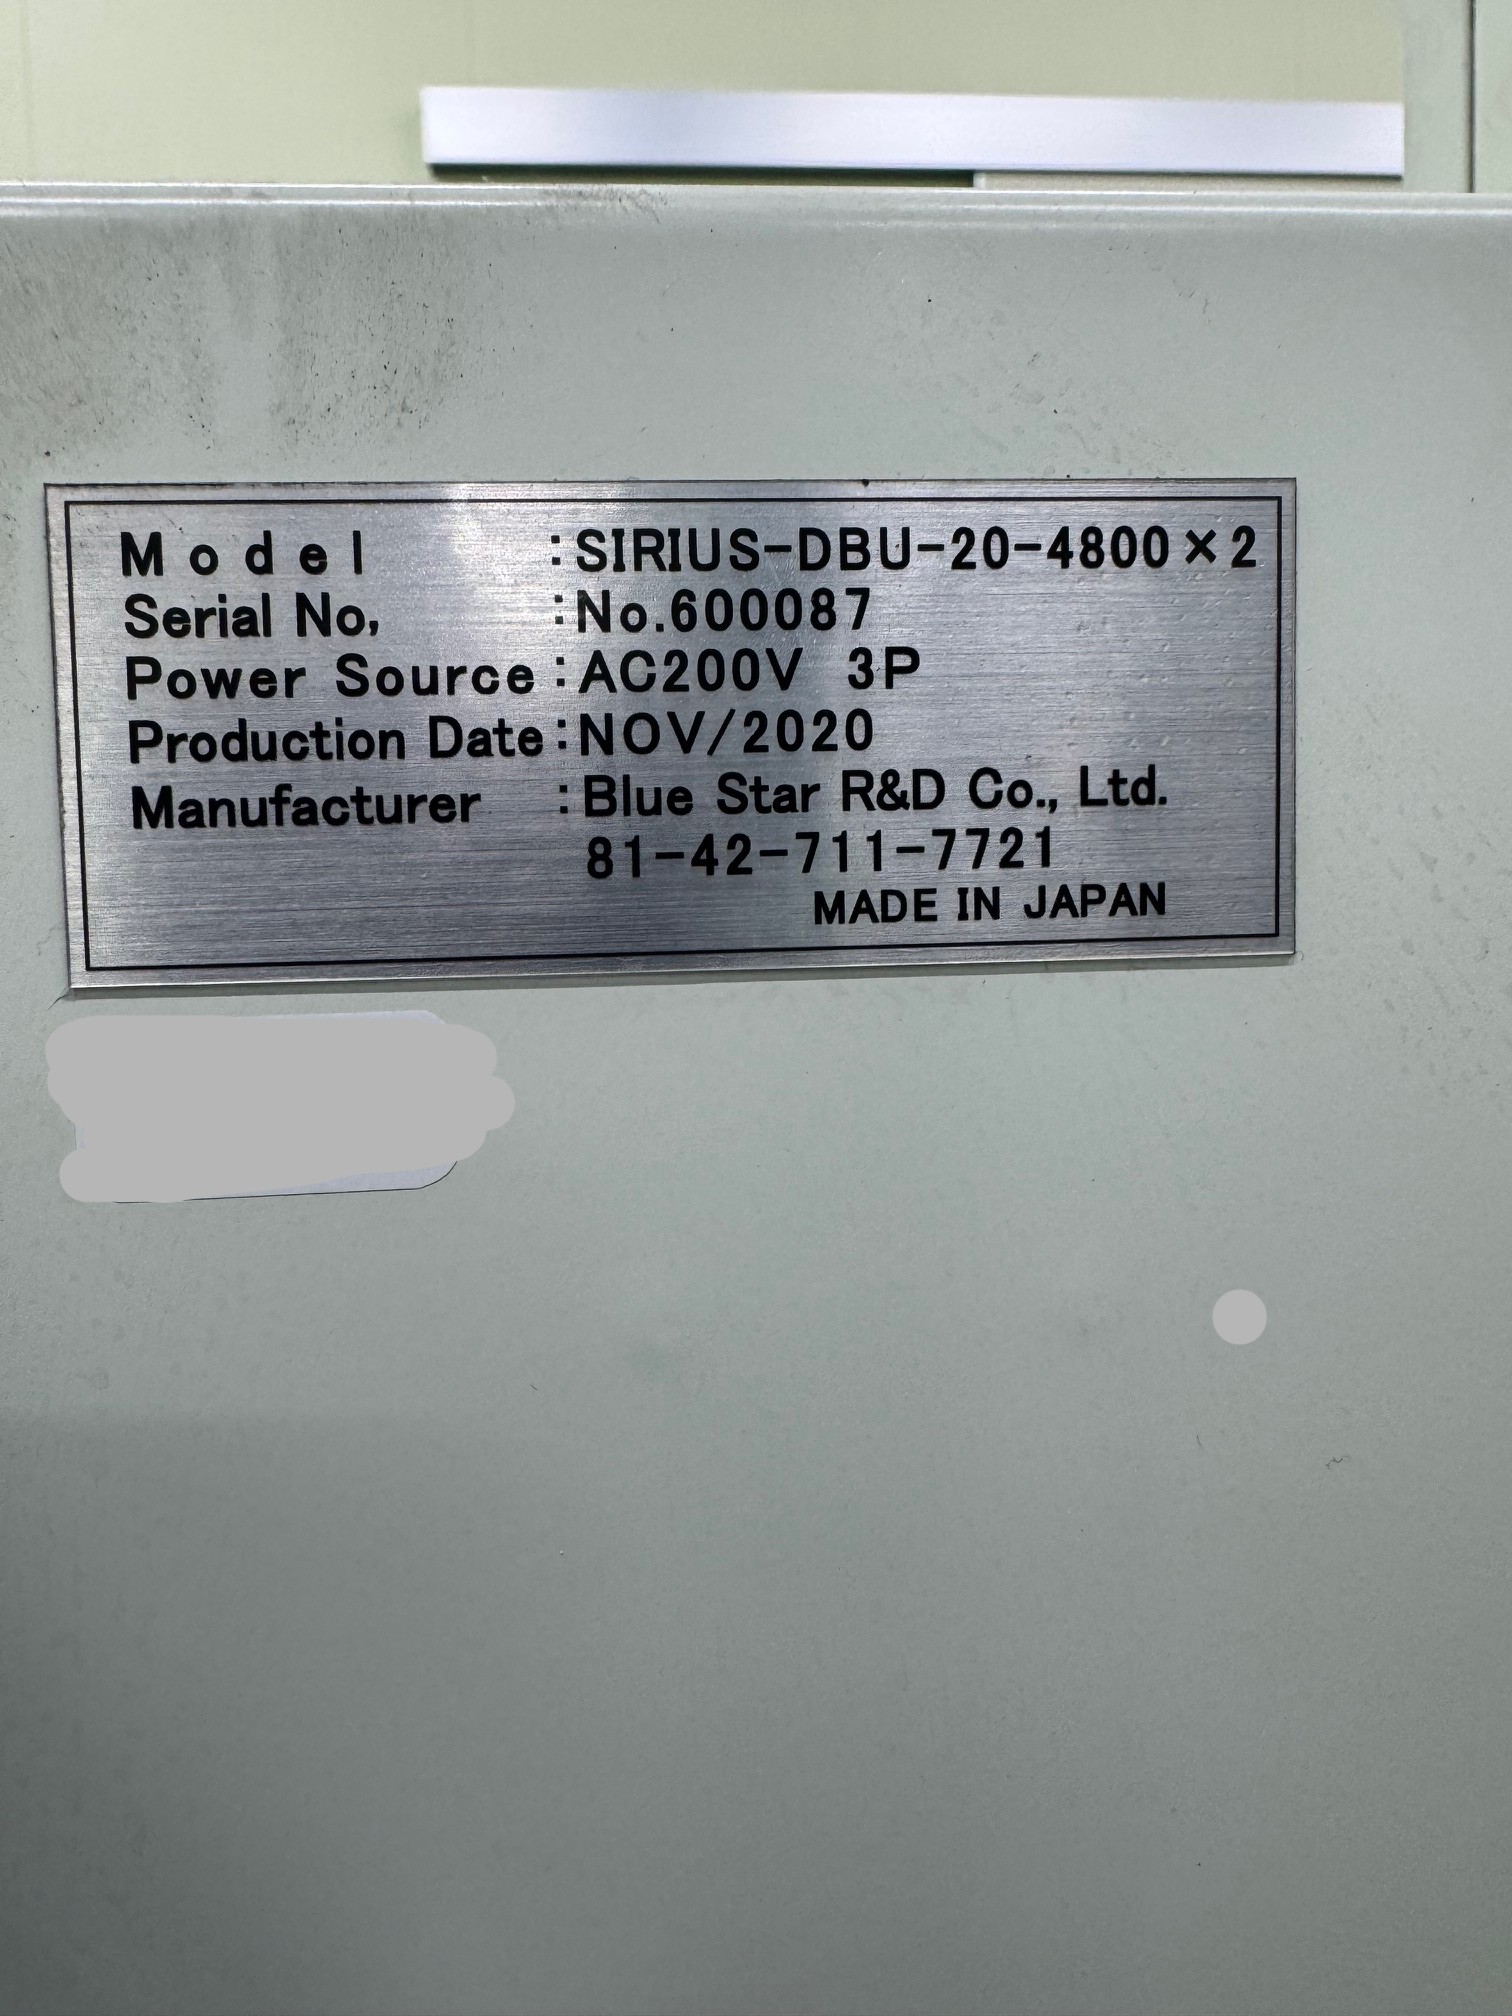 Model :SIRIUS-DBU-20-4800×2
Serial No, :No.600087
Power Source :AC200V 3P
Production Date :NOV/2020
Manufacturer :Blue Star R&D Co., Ltd.
81-42-711-7721
MADE IN JAPAN